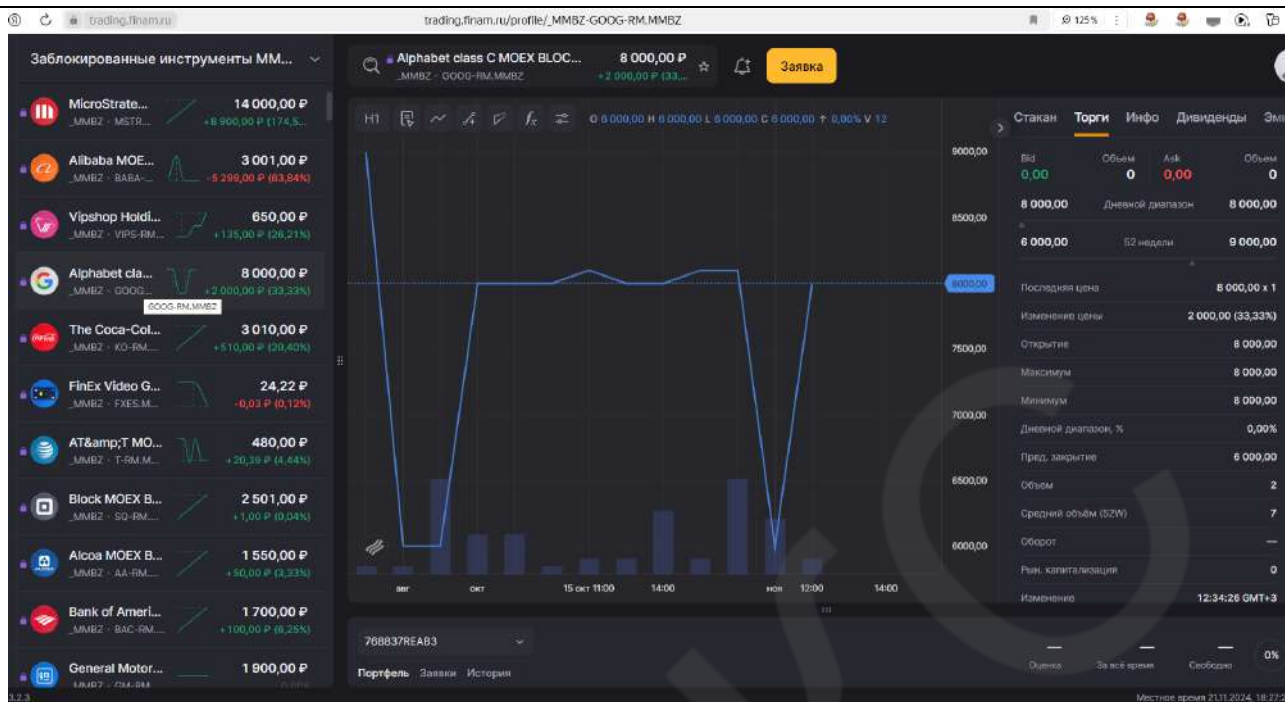 trading.finam.ru
trading.finam.ru/profile/_MMBZ-GOOG-RM.MMBZ
125%
Заблокированные инструменты MM...
MicroStrate... 14 000,00 ₽
_MMBZ · MSTR... +8 900,00 ₽ (174,5...
Alibaba MOE... 3 001,00 ₽
_MMBZ · BABA-... -5 299,00 ₽ (63,84%)
Vipshop Holdi... 650,00 ₽
_MMBZ · VIPS-RM... +135,00 ₽ (26,21%)
Alphabet cla... 8 000,00 ₽
_MMBZ · GOOG... +2 000,00 ₽ (33,33%)
GOOG-RM.MMBZ
The Coca-Col... 3 010,00 ₽
_MMBZ · KO-RM.... +510,00 ₽ (20,40%)
FinEx Video G... 24,22 ₽
_MMBZ · FXES.M... -0,03 ₽ (0,12%)
AT&amp;T MO... 480,00 ₽
_MMBZ · T-RM.M... +20,39 ₽ (4,44%)
Block MOEX B... 2 501,00 ₽
_MMBZ · SQ-RM.... +1,00 ₽ (0,04%)
Alcoa MOEX B... 1 550,00 ₽
_MMBZ · AA-RM.... +50,00 ₽ (3,33%)
Bank of Ameri... 1 700,00 ₽
_MMBZ · BAC-RM.... +100,00 ₽ (6,25%)
General Motor... 1 900,00 ₽
3.2.3
Alphabet class C MOEX BLOC... 8 000,00 ₽
_MMBZ · GOOG-RM.MMBZ +2 000,00 ₽ (33,...
Заявка
H1 fx O 6 000,00 H 6 000,00 L 6 000,00 C 6 000,00 ↑ 0,00% V 12
9000,00
8500,00
8000,00
7500,00
7000,00
6500,00
6000,00
авг окт 15 окт 11:00 14:00 ноя 12:00 14:00
768837REAB3
Портфель Заявки История
Стакан Торги Инфо Дивиденды Эми
Bid Объем Ask Объем
0,00 0 0,00 0
8 000,00 Дневной диапазон 8 000,00
6 000,00 52 недели 9 000,00
Последняя цена 8 000,00 x 1
Изменение цены 2 000,00 (33,33%)
Открытие 8 000,00
Максимум 8 000,00
Минимум 8 000,00
Дневной диапазон, % 0,00%
Пред. закрытие 6 000,00
Объем 2
Средний объём (52W) 7
Оборот —
Рын. капитализация 0
Изменение 12:34:26 GMT+3
— — — 0%
Оценка За всё время Свободно
Местное время 21.11.2024, 18:27:2